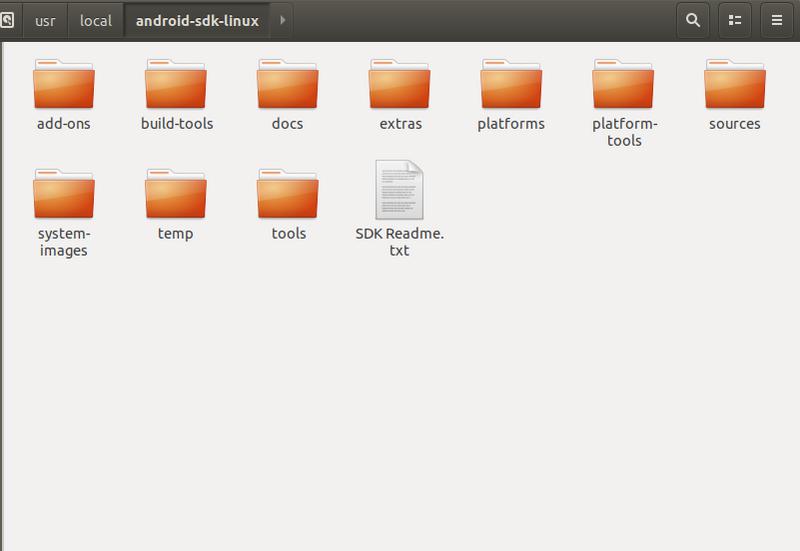 usr local android-sdk-linux
add-ons build-tools docs extras platforms platform-
tools sources
system-
images temp tools SDK Readme.
txt